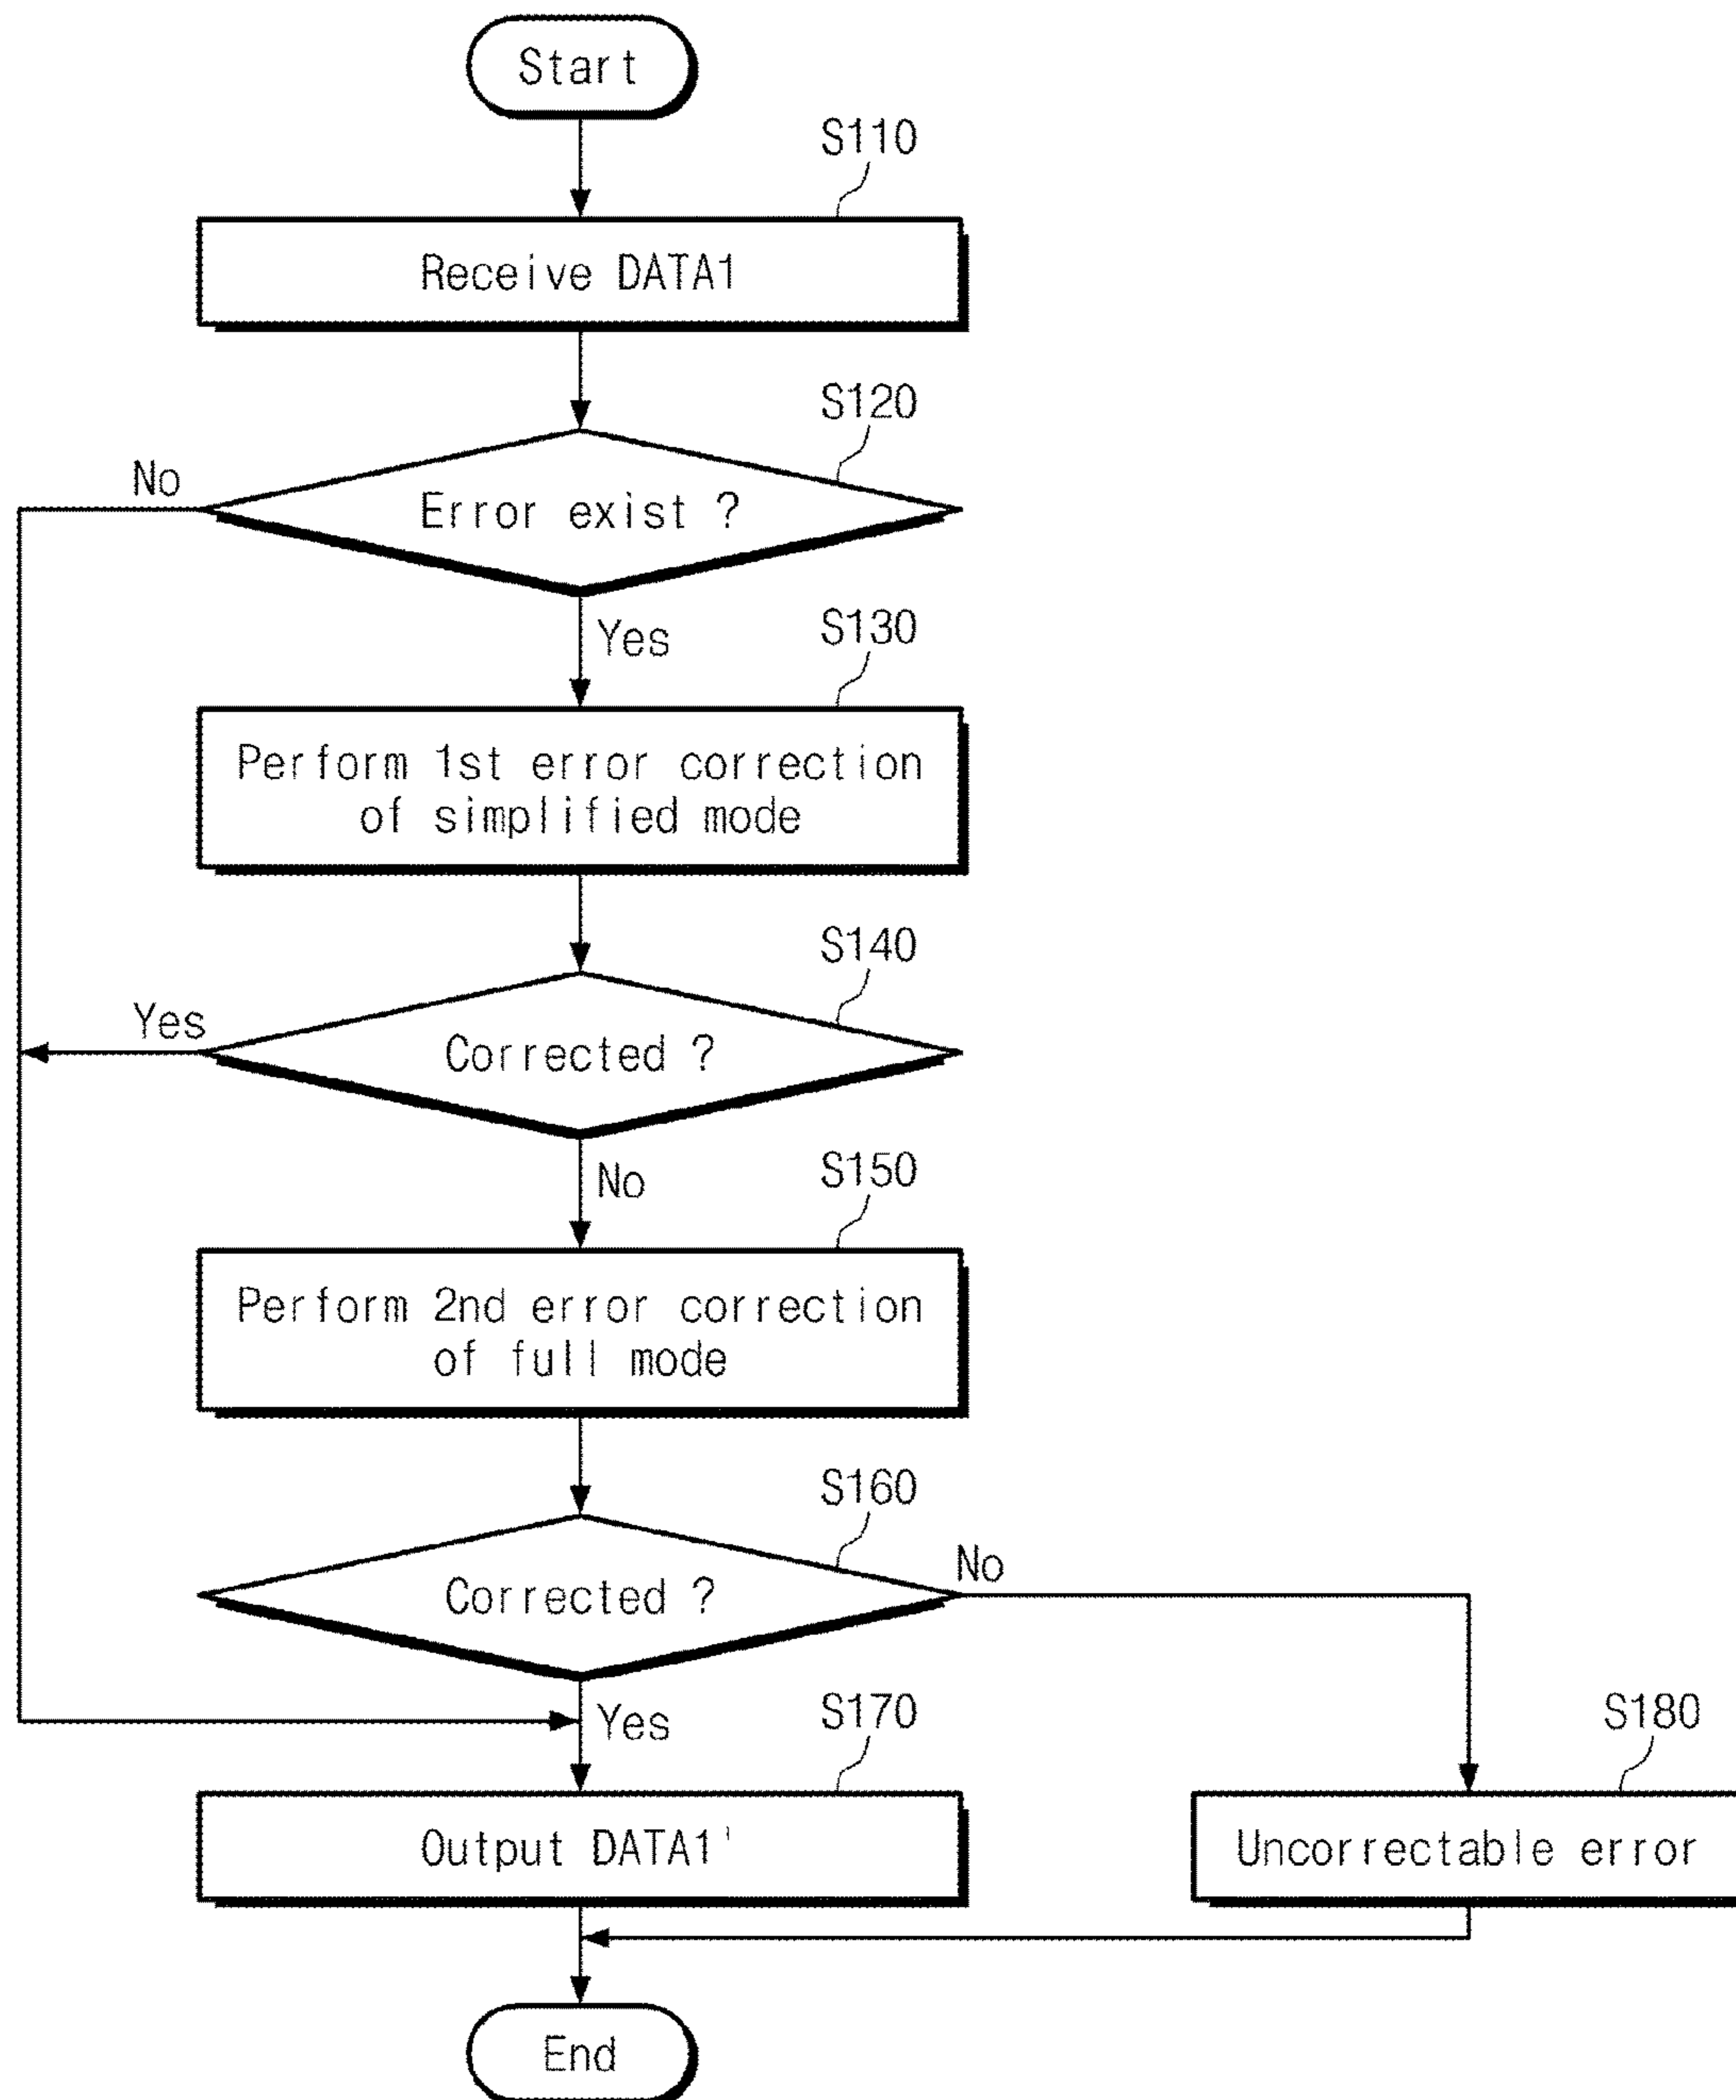 Start
S110
Receive DATA1
S120
No
Error exist ?
Yes
S130
Perform 1st error correction
of simplified mode
S140
Yes
Corrected ?
No
S150
Perform 2nd error correction
of full mode
S160
No
Corrected ?
Yes
S170
S180
Output DATA1'
Uncorrectable error
End